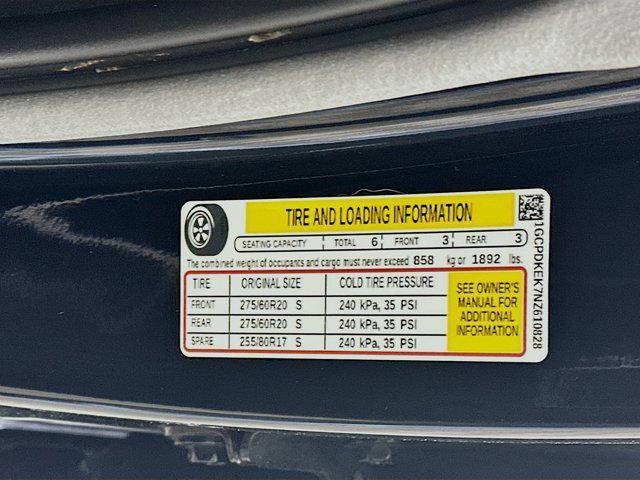 TIRE AND LOADING INFORMATION
SEATING CAPACITY TOTAL 6 FRONT 3 REAR 3
The combined weight of occupants and cargo must never exceed 858 kg or 1892 lbs.
TIRE ORIGINAL SIZE COLD TIRE PRESSURE
FRONT 275/60R20 S 240 kPa, 35 PSI
REAR 275/60R20 S 240 kPa, 35 PSI
SPARE 255/80R17 S 240 kPa, 35 PSI
SEE OWNER'S
MANUAL FOR
ADDITIONAL
INFORMATION
1GCPDKEK7NZ610828